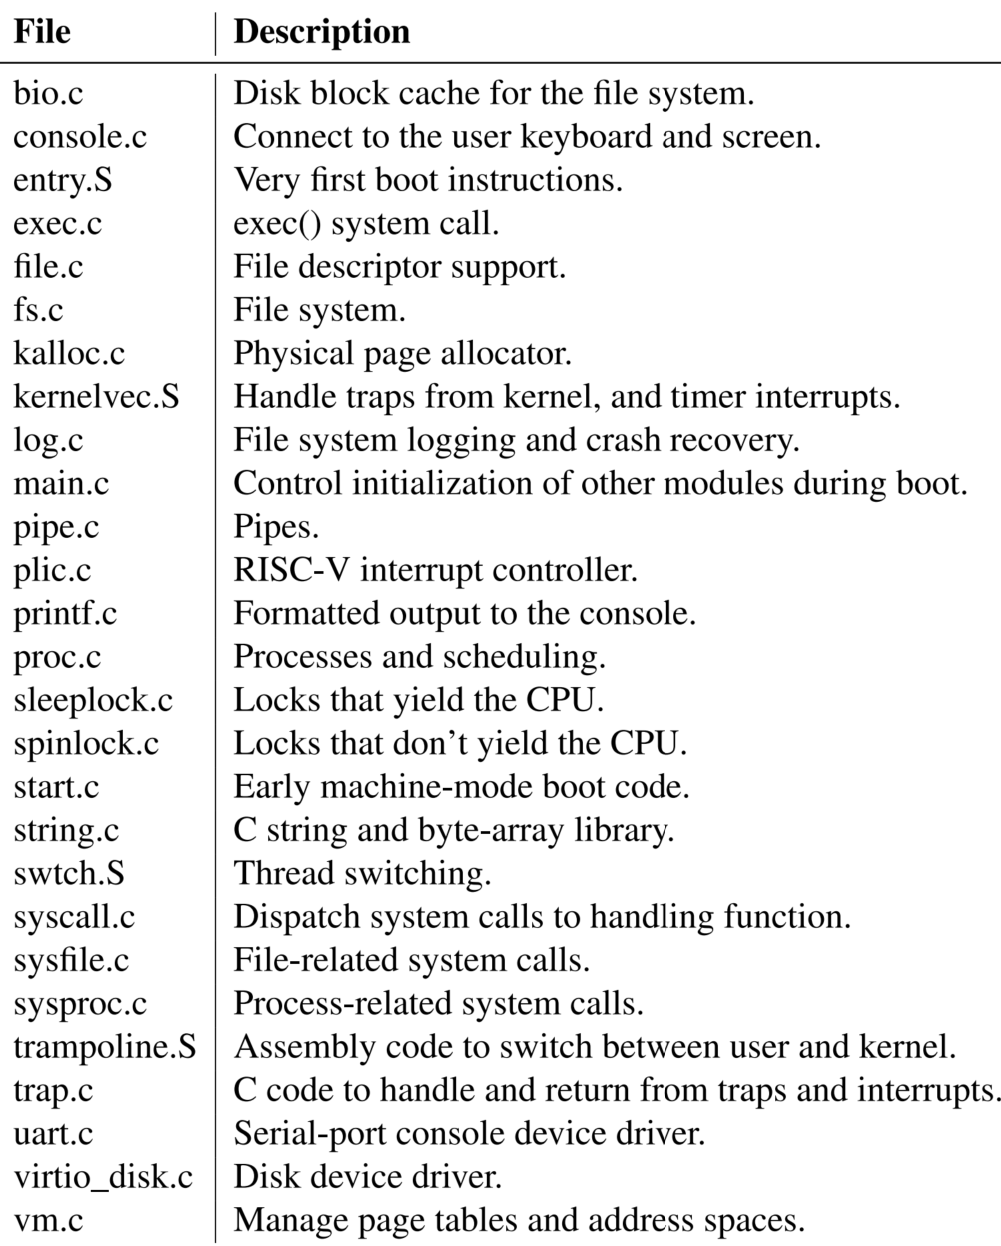 File Description
bio.c Disk block cache for the file system.
console.c Connect to the user keyboard and screen.
entry.S Very first boot instructions.
exec.c exec() system call.
file.c File descriptor support.
fs.c File system.
kalloc.c Physical page allocator.
kernelvec.S Handle traps from kernel, and timer interrupts.
log.c File system logging and crash recovery.
main.c Control initialization of other modules during boot.
pipe.c Pipes.
plic.c RISC-V interrupt controller.
printf.c Formatted output to the console.
proc.c Processes and scheduling.
sleeplock.c Locks that yield the CPU.
spinlock.c Locks that don't yield the CPU.
start.c Early machine-mode boot code.
string.c C string and byte-array library.
swtch.S Thread switching.
syscall.c Dispatch system calls to handling function.
sysfile.c File-related system calls.
sysproc.c Process-related system calls.
trampoline.S Assembly code to switch between user and kernel.
trap.c C code to handle and return from traps and interrupts.
uart.c Serial-port console device driver.
virtio_disk.c Disk device driver.
vm.c Manage page tables and address spaces.